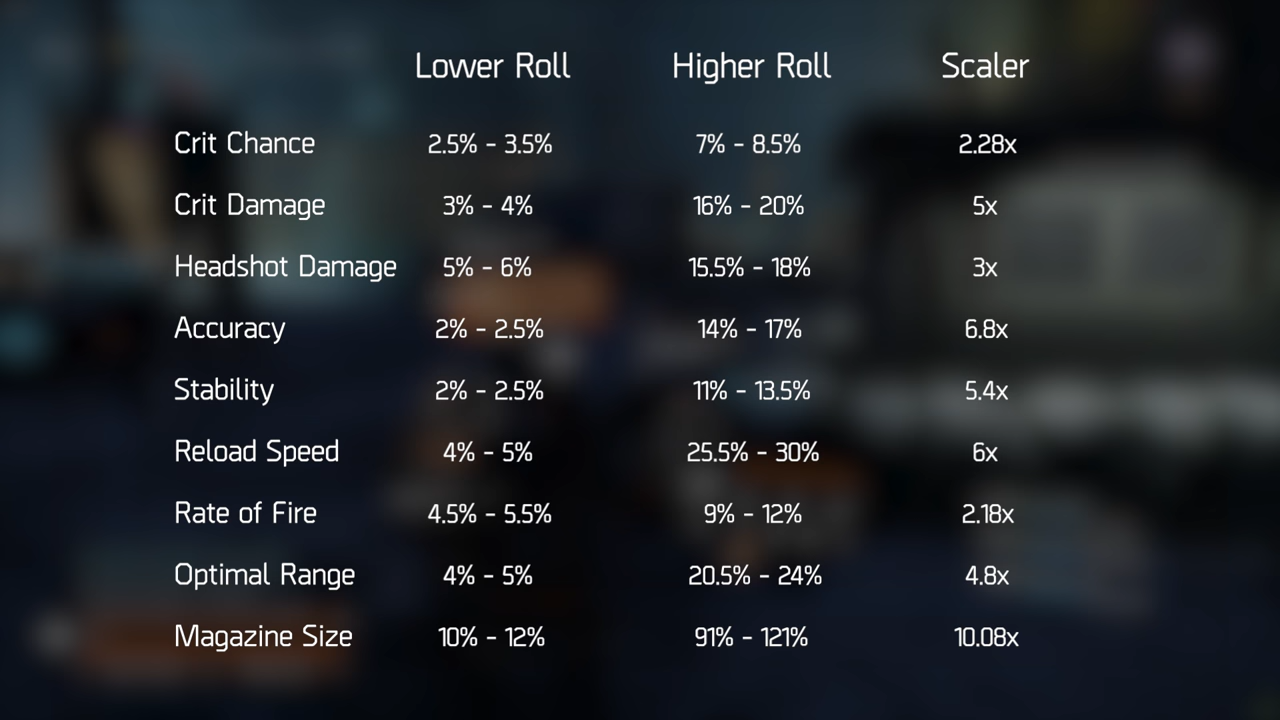 Lower Roll Higher Roll Scaler
Crit Chance 2.5% - 3.5% 7% - 8.5% 2.28x
Crit Damage 3% - 4% 16% - 20% 5x
Headshot Damage 5% - 6% 15.5% - 18% 3x
Accuracy 2% - 2.5% 14% - 17% 6.8x
Stability 2% - 2.5% 11% - 13.5% 5.4x
Reload Speed 4% - 5% 25.5% - 30% 6x
Rate of Fire 4.5% - 5.5% 9% - 12% 2.18x
Optimal Range 4% - 5% 20.5% - 24% 4.8x
Magazine Size 10% - 12% 91% - 121% 10.08x